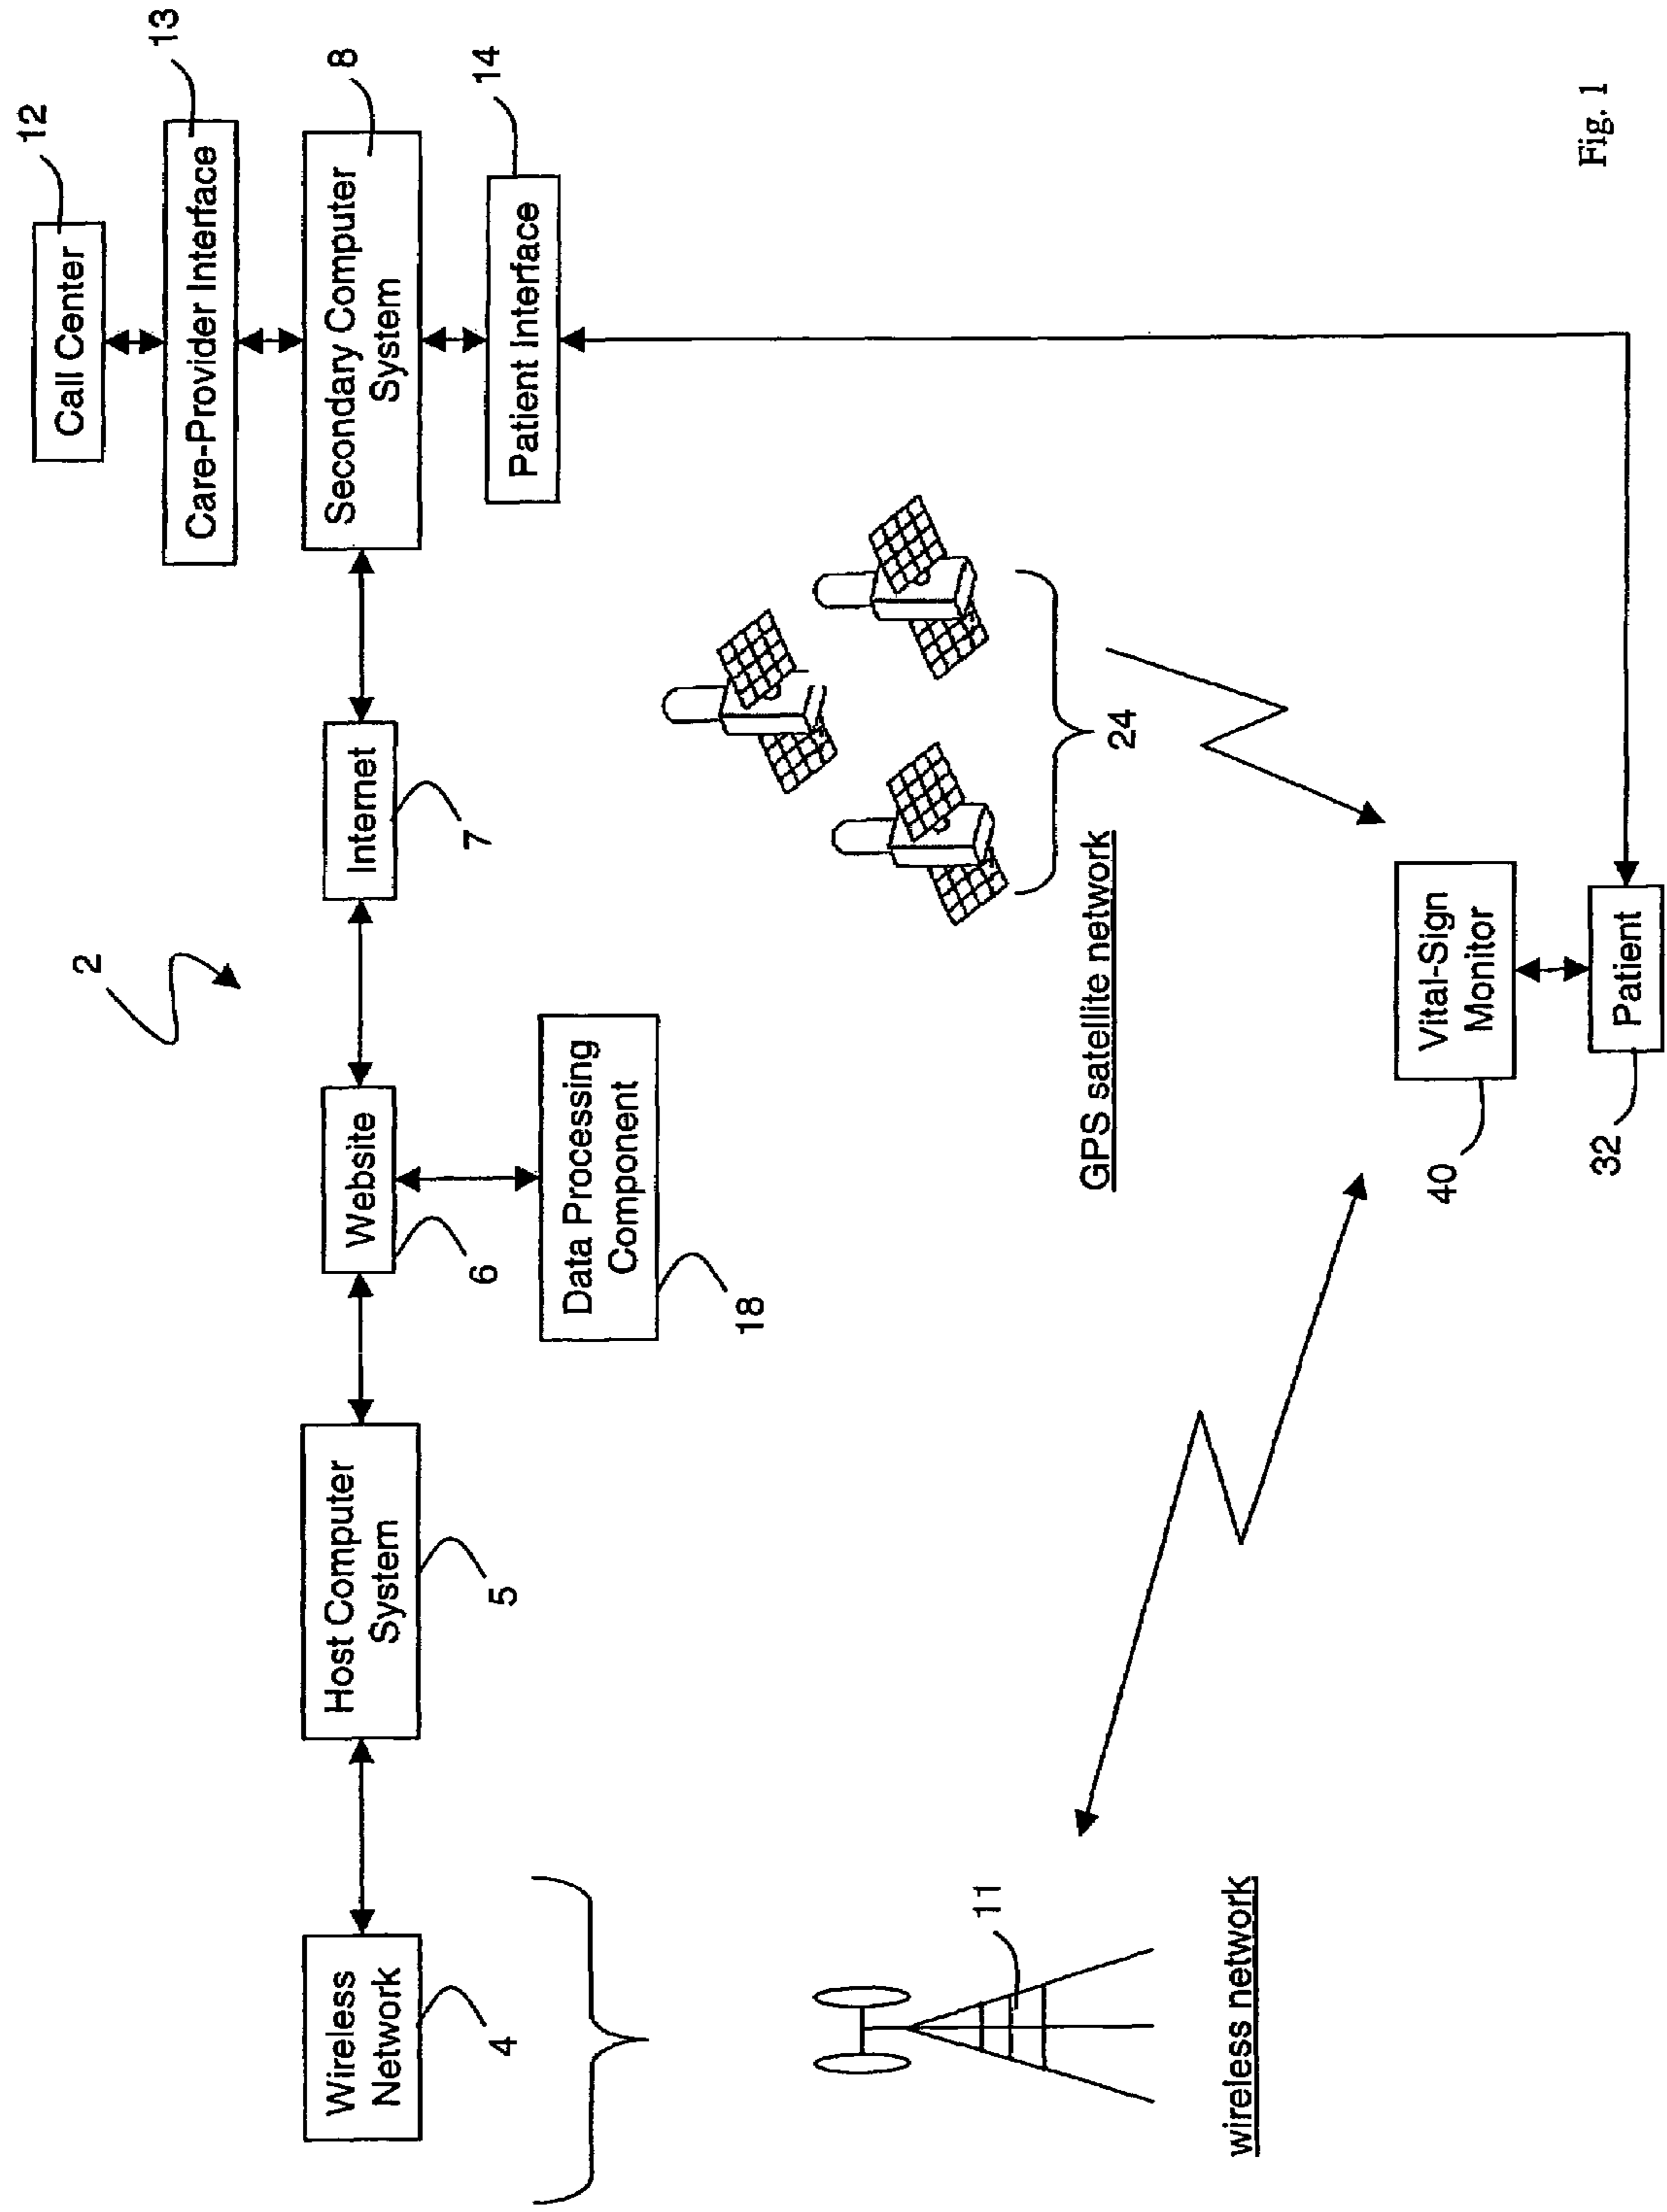 12
Call Center
13
Care-Provider Interface
2
Wireless
Network
4
Host Computer
System
5
Website
6
Internet
7
Secondary Computer
System
8
Data Processing
Component
18
Patient Interface
14
24
GPS satellite network
11
wireless network
Vital-Sign
Monitor
40
Patient
32
Fig. 1